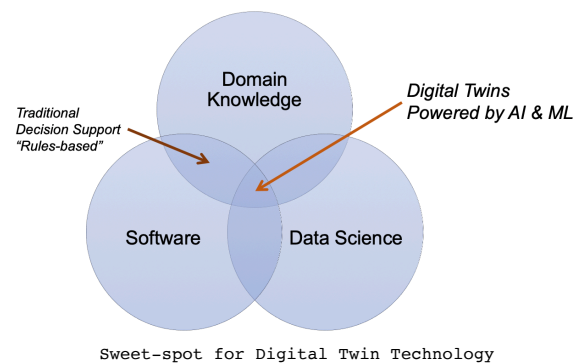 Domain
Knowledge
Digital Twins
Powered by AI & ML
Traditional
Decision Support
“Rules-based”
Software
Data Science
Sweet-spot for Digital Twin Technology